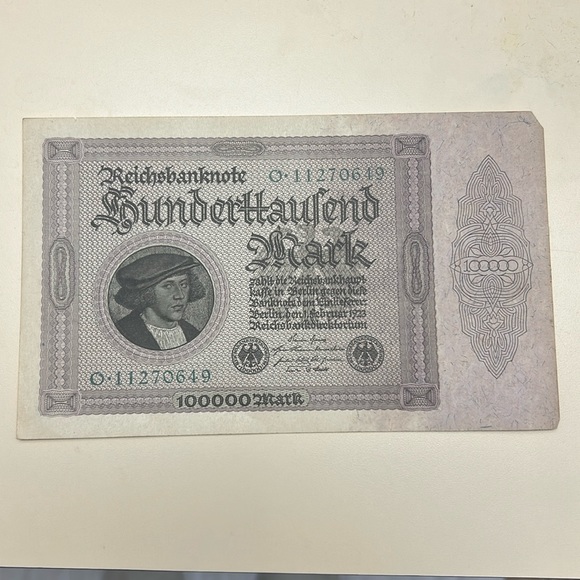 Reichsbanknote O·11270649
Hunderttausend
Mark
zahlt die Reichsbankhaupt
kasse in Berlin gegen diese
Banknote dem Einlieferer.
Berlin, den 1. Februar 1923
Reichsbankdirektorium
100000
O·11270649
100000 Mark